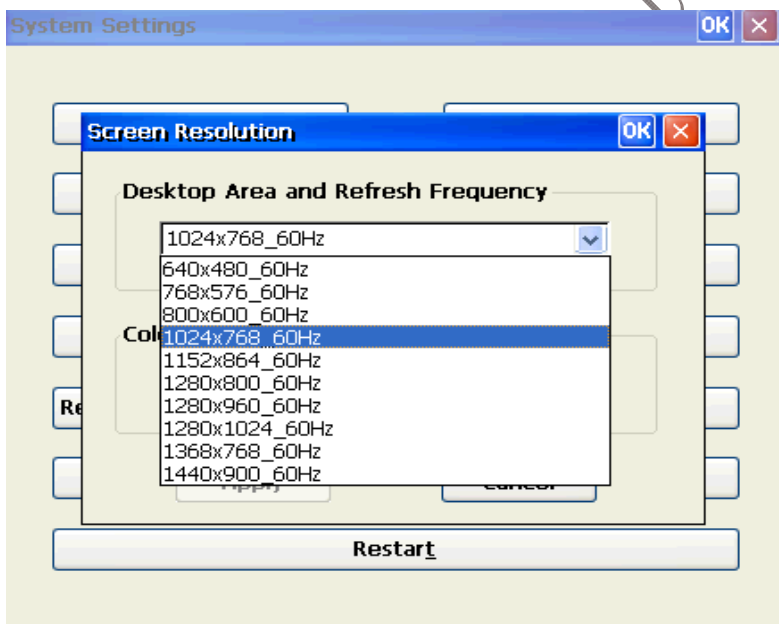 System Settings OK
Screen Resolution OK
Desktop Area and Refresh Frequency
1024x768_60Hz
640x480_60Hz
768x576_60Hz
800x600_60Hz
1024x768_60Hz
1152x864_60Hz
1280x800_60Hz
1280x960_60Hz
1280x1024_60Hz
1368x768_60Hz
1440x900_60Hz
Restart